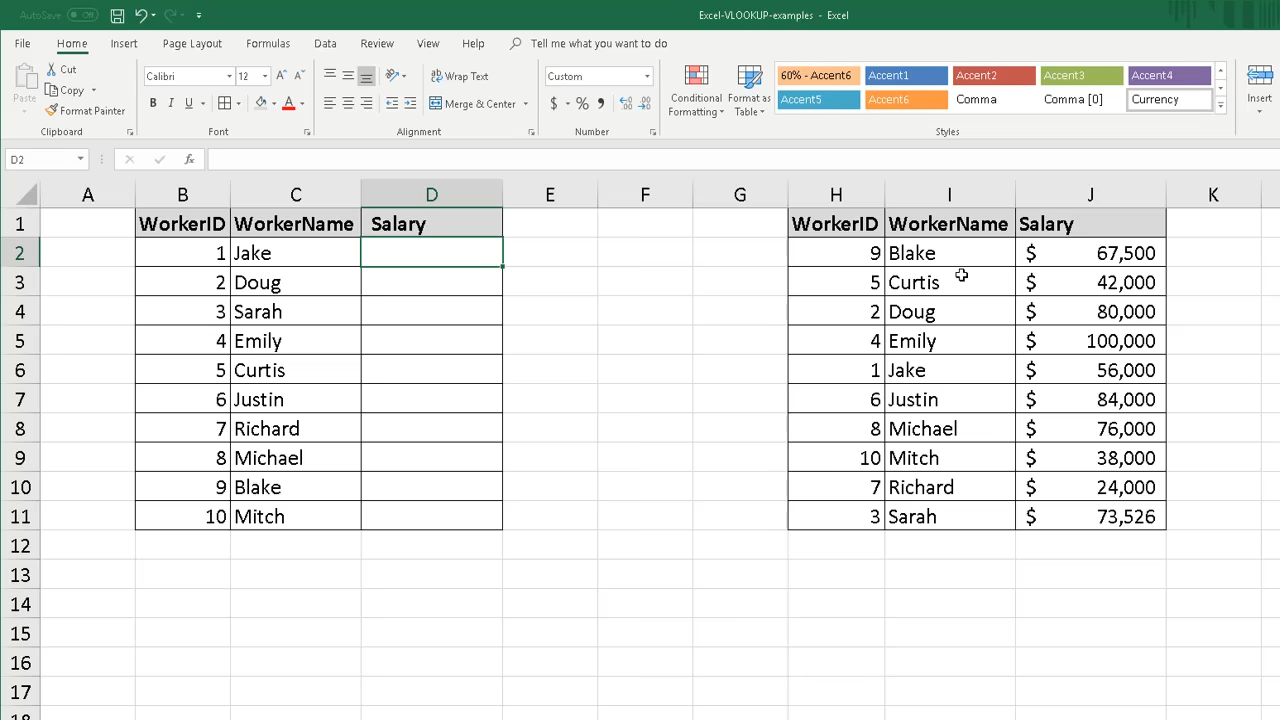 AutoSave Off Excel-VLOOKUP-examples - Excel
File Home Insert Page Layout Formulas Data Review View Help Tell me what you want to do
Paste Cut Copy Format Painter Clipboard
Calibri 12 A A B I U A Font
Wrap Text Merge & Center Alignment
Custom $ % , Number
Conditional Formatting Format as Table
60% - Accent6 Accent1 Accent2 Accent3 Accent4
Accent5 Accent6 Comma Comma [0] Currency
Styles
Insert
D2 fx
A B C D E F G H I J K
1 WorkerID WorkerName Salary WorkerID WorkerName Salary
2 1 Jake 9 Blake $ 67,500
3 2 Doug 5 Curtis $ 42,000
4 3 Sarah 2 Doug $ 80,000
5 4 Emily 4 Emily $ 100,000
6 5 Curtis 1 Jake $ 56,000
7 6 Justin 6 Justin $ 84,000
8 7 Richard 8 Michael $ 76,000
9 8 Michael 10 Mitch $ 38,000
10 9 Blake 7 Richard $ 24,000
11 10 Mitch 3 Sarah $ 73,526
12
13
14
15
16
17
18